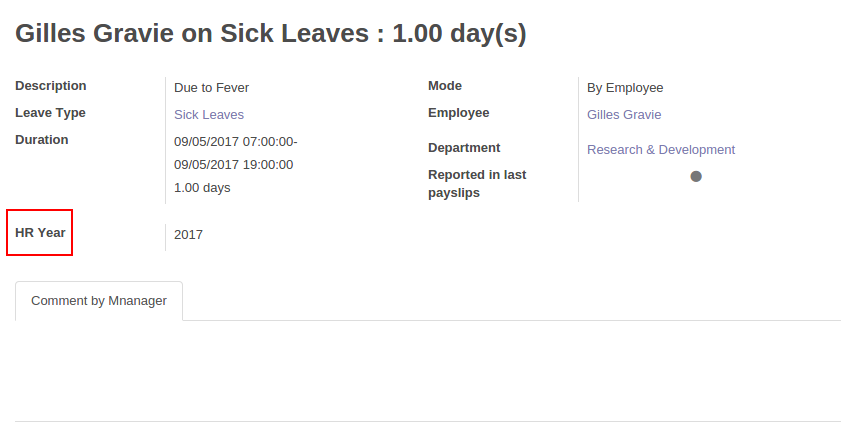 Gilles Gravie on Sick Leaves : 1.00 day(s)
Description
Due to Fever
Leave Type
Sick Leaves
Duration
09/05/2017 07:00:00-
09/05/2017 19:00:00
1.00 days
HR Year
2017
Mode
By Employee
Employee
Gilles Gravie
Department
Research & Development
Reported in last
payslips
Comment by Mnanager